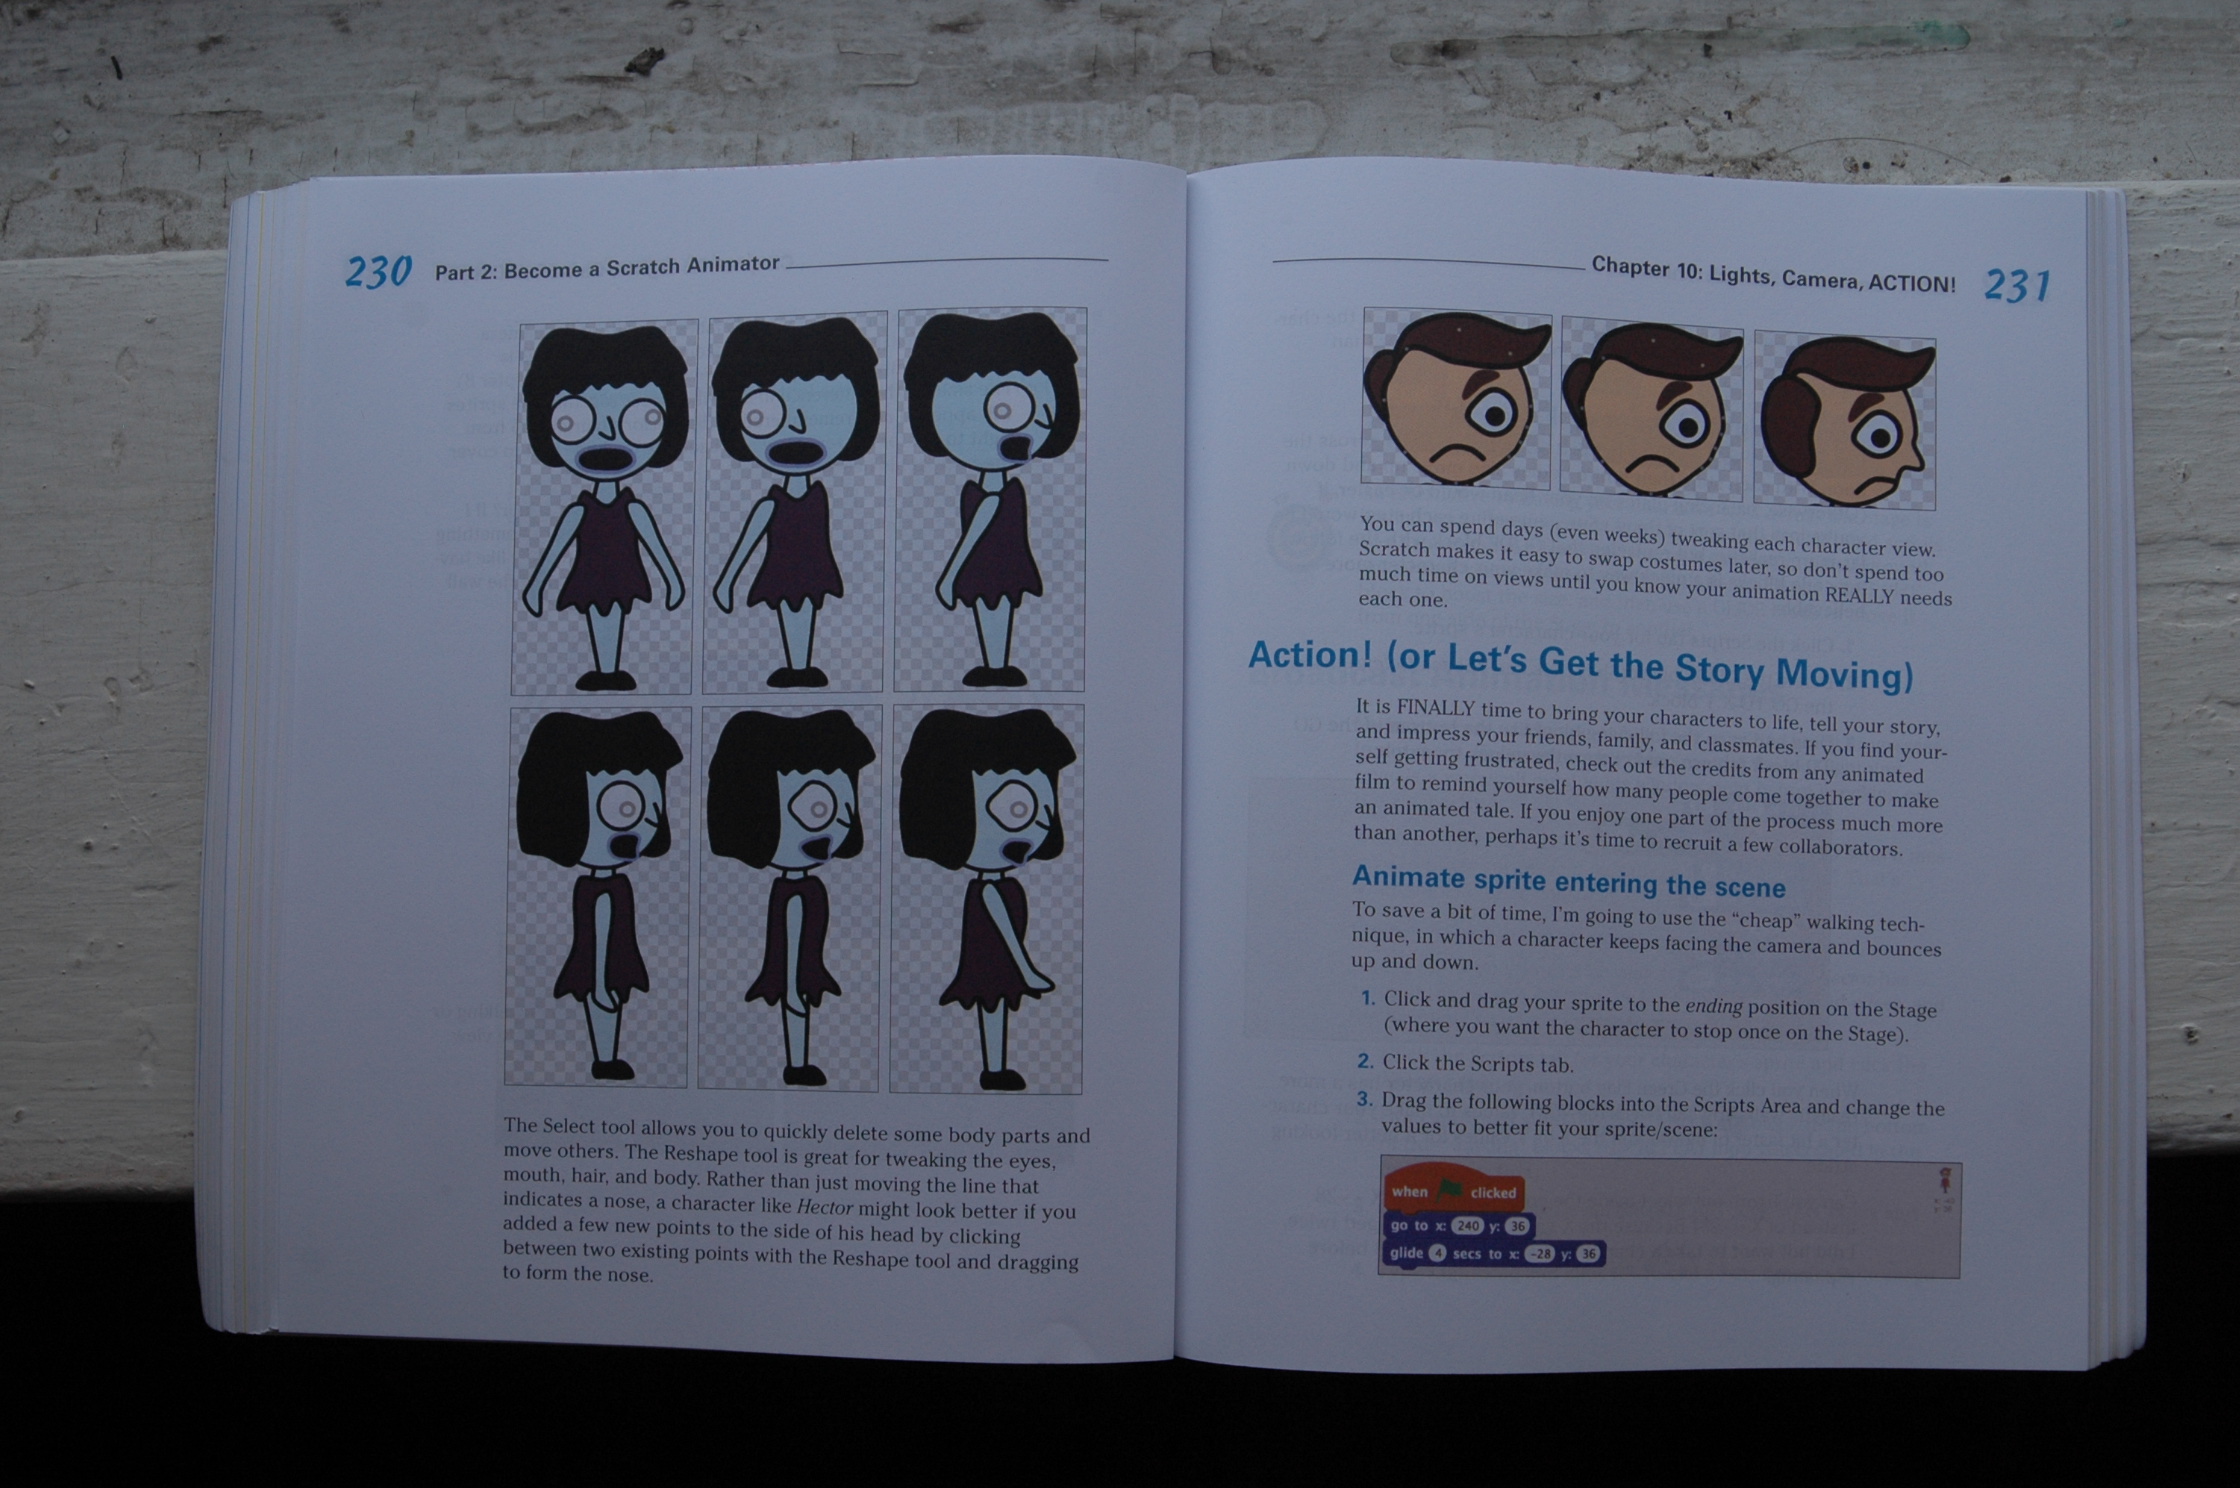 230 Part 2: Become a Scratch Animator
The Select tool allows you to quickly delete some body parts and
move others. The Reshape tool is great for tweaking the eyes,
mouth, hair, and body. Rather than just moving the line that
indicates a nose, a character like Hector might look better if you
added a few new points to the side of his head by clicking
between two existing points with the Reshape tool and dragging
to form the nose.
Chapter 10: Lights, Camera, ACTION! 231
You can spend days (even weeks) tweaking each character view.
Scratch makes it easy to swap costumes later, so don't spend too
much time on views until you know your animation REALLY needs
each one.
Action! (or Let's Get the Story Moving)
It is FINALLY time to bring your characters to life, tell your story,
and impress your friends, family, and classmates. If you find your-
self getting frustrated, check out the credits from any animated
film to remind yourself how many people come together to make
an animated tale. If you enjoy one part of the process much more
than another, perhaps it's time to recruit a few collaborators.
Animate sprite entering the scene
To save a bit of time, I'm going to use the “cheap” walking tech-
nique, in which a character keeps facing the camera and bounces
up and down.
1. Click and drag your sprite to the ending position on the Stage
(where you want the character to stop once on the Stage).
2. Click the Scripts tab.
3. Drag the following blocks into the Scripts Area and change the
values to better fit your sprite/scene:
when clicked
go to x: 240 y: 36
glide 4 secs to x: -28 y: 36